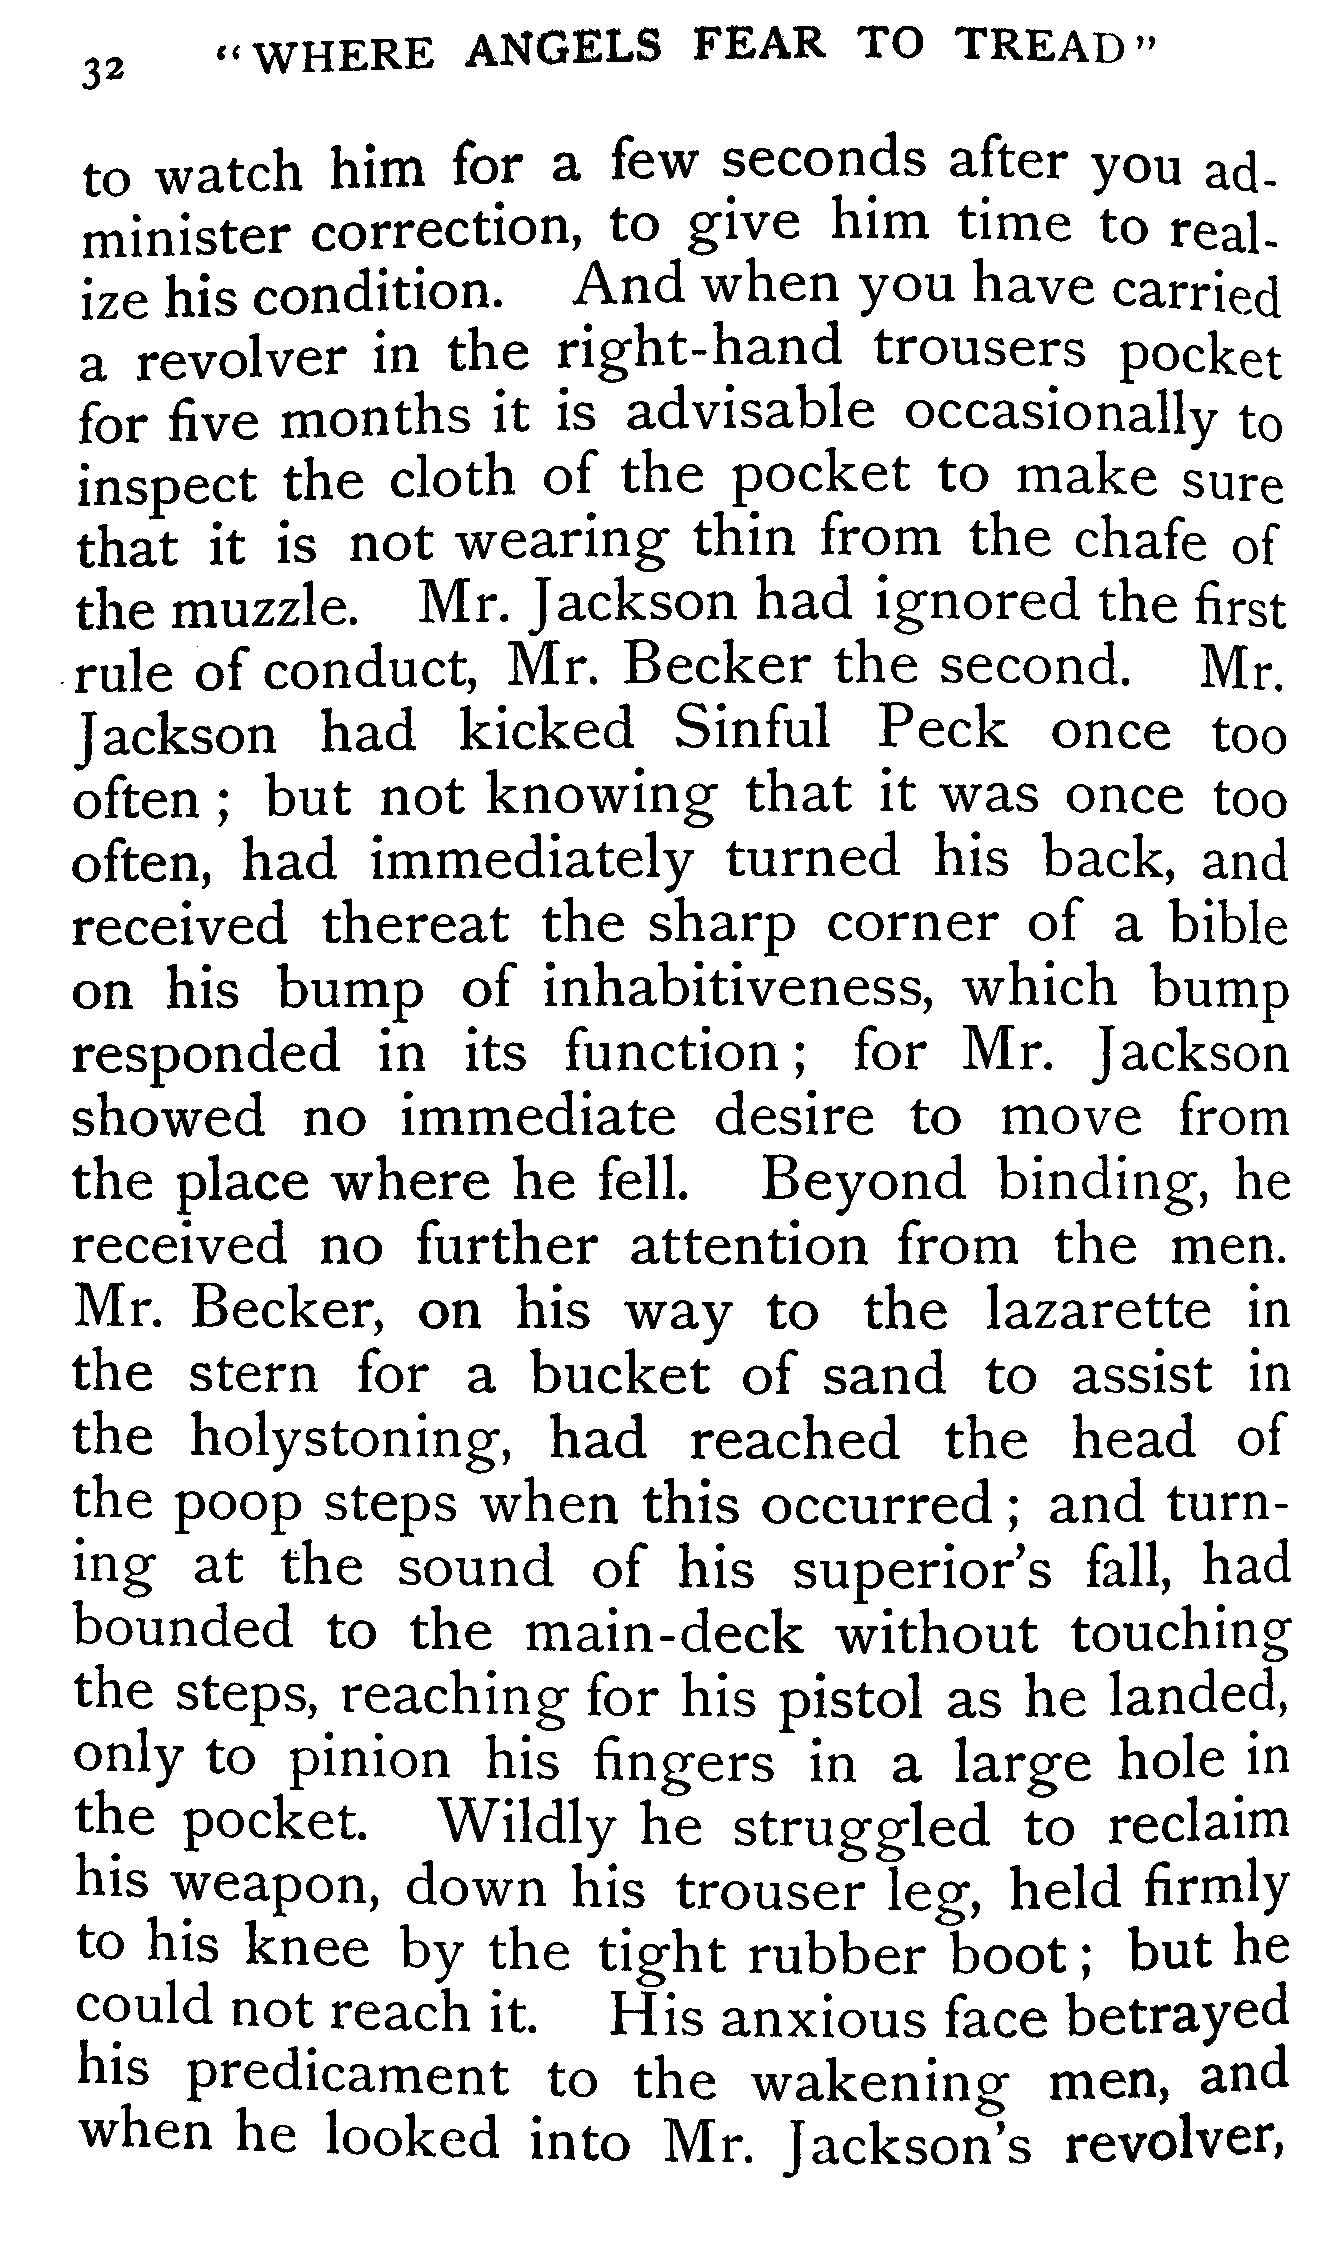 32 "WHERE ANGELS FEAR TO TREAD"
to watch him for a few seconds after you ad-
minister correction, to give him time to real-
ize his condition. And when you have carried
a revolver in the right-hand trousers pocket
for five months it is advisable occasionally to
inspect the cloth of the pocket to make sure
that it is not wearing thin from the chafe of
the muzzle. Mr. Jackson had ignored the first
rule of conduct, Mr. Becker the second. Mr.
Jackson had kicked Sinful Peck once too
often ; but not knowing that it was once too
often, had immediately turned his back, and
received thereat the sharp corner of a bible
on his bump of inhabitiveness, which bump
responded in its function ; for Mr. Jackson
showed no immediate desire to move from
the place where he fell. Beyond binding, he
received no further attention from the men.
Mr. Becker, on his way to the lazarette in
the stern for a bucket of sand to assist in
the holystoning, had reached the head of
the poop steps when this occurred ; and turn-
ing at the sound of his superior's fall, had
bounded to the main-deck without touching
the steps, reaching for his pistol as he landed,
only to pinion his fingers in a large hole in
the pocket. Wildly he struggled to reclaim
his weapon, down his trouser leg, held firmly
to his knee by the tight rubber boot ; but he
could not reach it. His anxious face betrayed
his predicament to the wakening men, and
when he looked into Mr. Jackson's revolver,